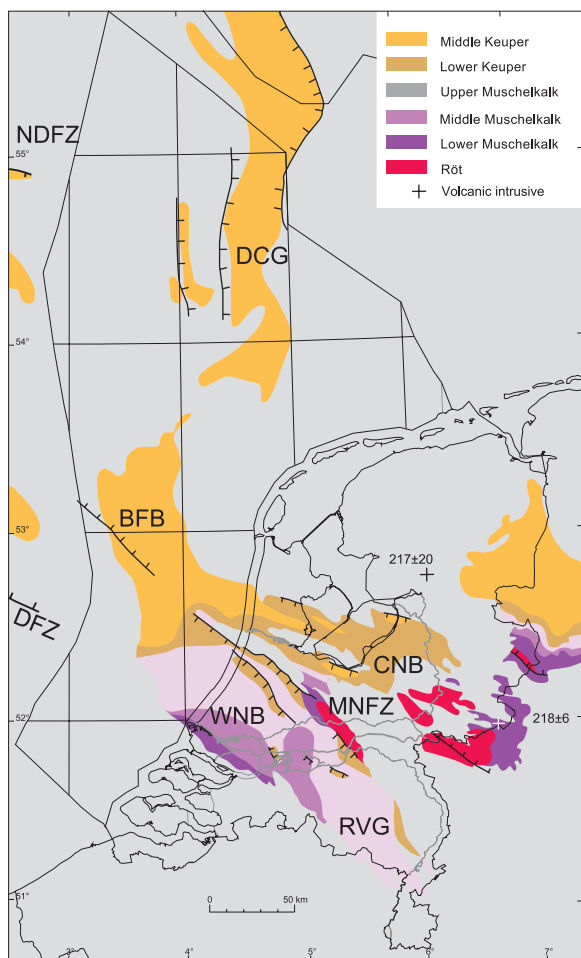 Middle Keuper
Lower Keuper
Upper Muschelkalk
Middle Muschelkalk
Lower Muschelkalk
Röt
Volcanic intrusive
NDFZ
55°
DCG
54°
BFB
53°
217±20
DFZ
CNB
MNFZ
WNB
218±6
52°
RVG
51°
0 50 km
3° 4° 5° 6° 7°